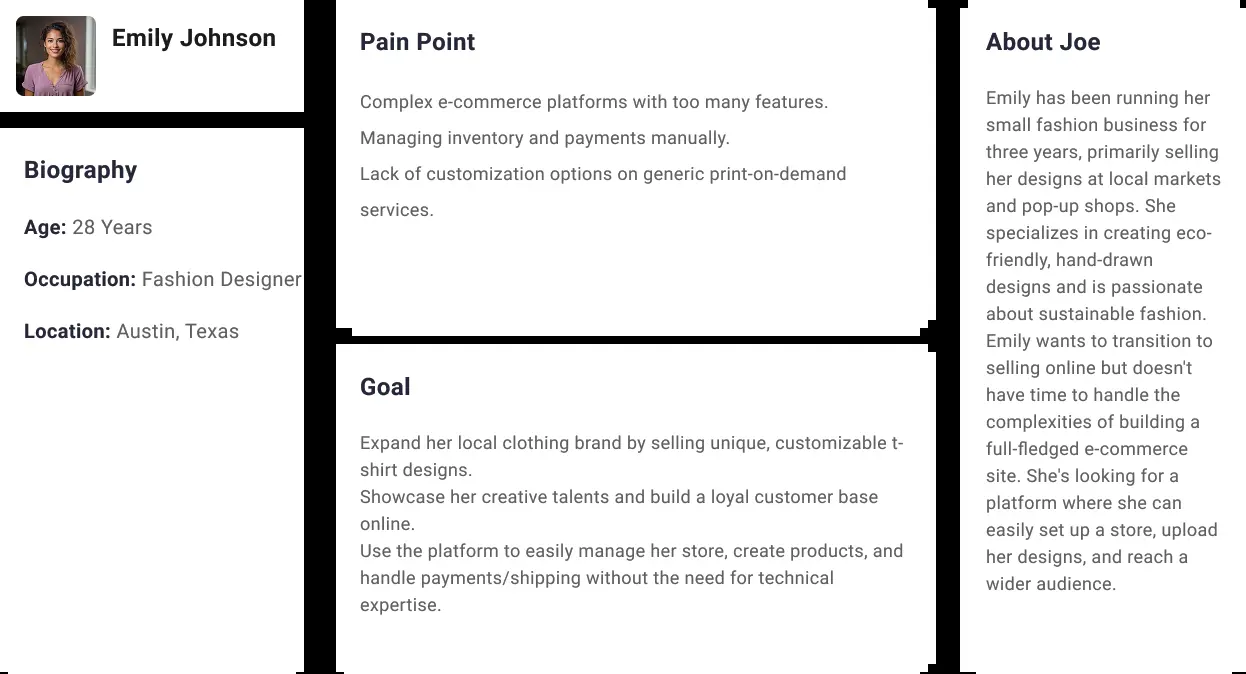 Emily Johnson
Biography
Age: 28 Years
Occupation: Fashion Designer
Location: Austin, Texas
Pain Point
Complex e-commerce platforms with too many features.
Managing inventory and payments manually.
Lack of customization options on generic print-on-demand
services.
Goal
Expand her local clothing brand by selling unique, customizable t-
shirt designs.
Showcase her creative talents and build a loyal customer base
online.
Use the platform to easily manage her store, create products, and
handle payments/shipping without the need for technical
expertise.
About Joe
Emily has been running her
small fashion business for
three years, primarily selling
her designs at local markets
and pop-up shops. She
specializes in creating eco-
friendly, hand-drawn
designs and is passionate
about sustainable fashion.
Emily wants to transition to
selling online but doesn't
have time to handle the
complexities of building a
full-fledged e-commerce
site. She's looking for a
platform where she can
easily set up a store, upload
her designs, and reach a
wider audience.